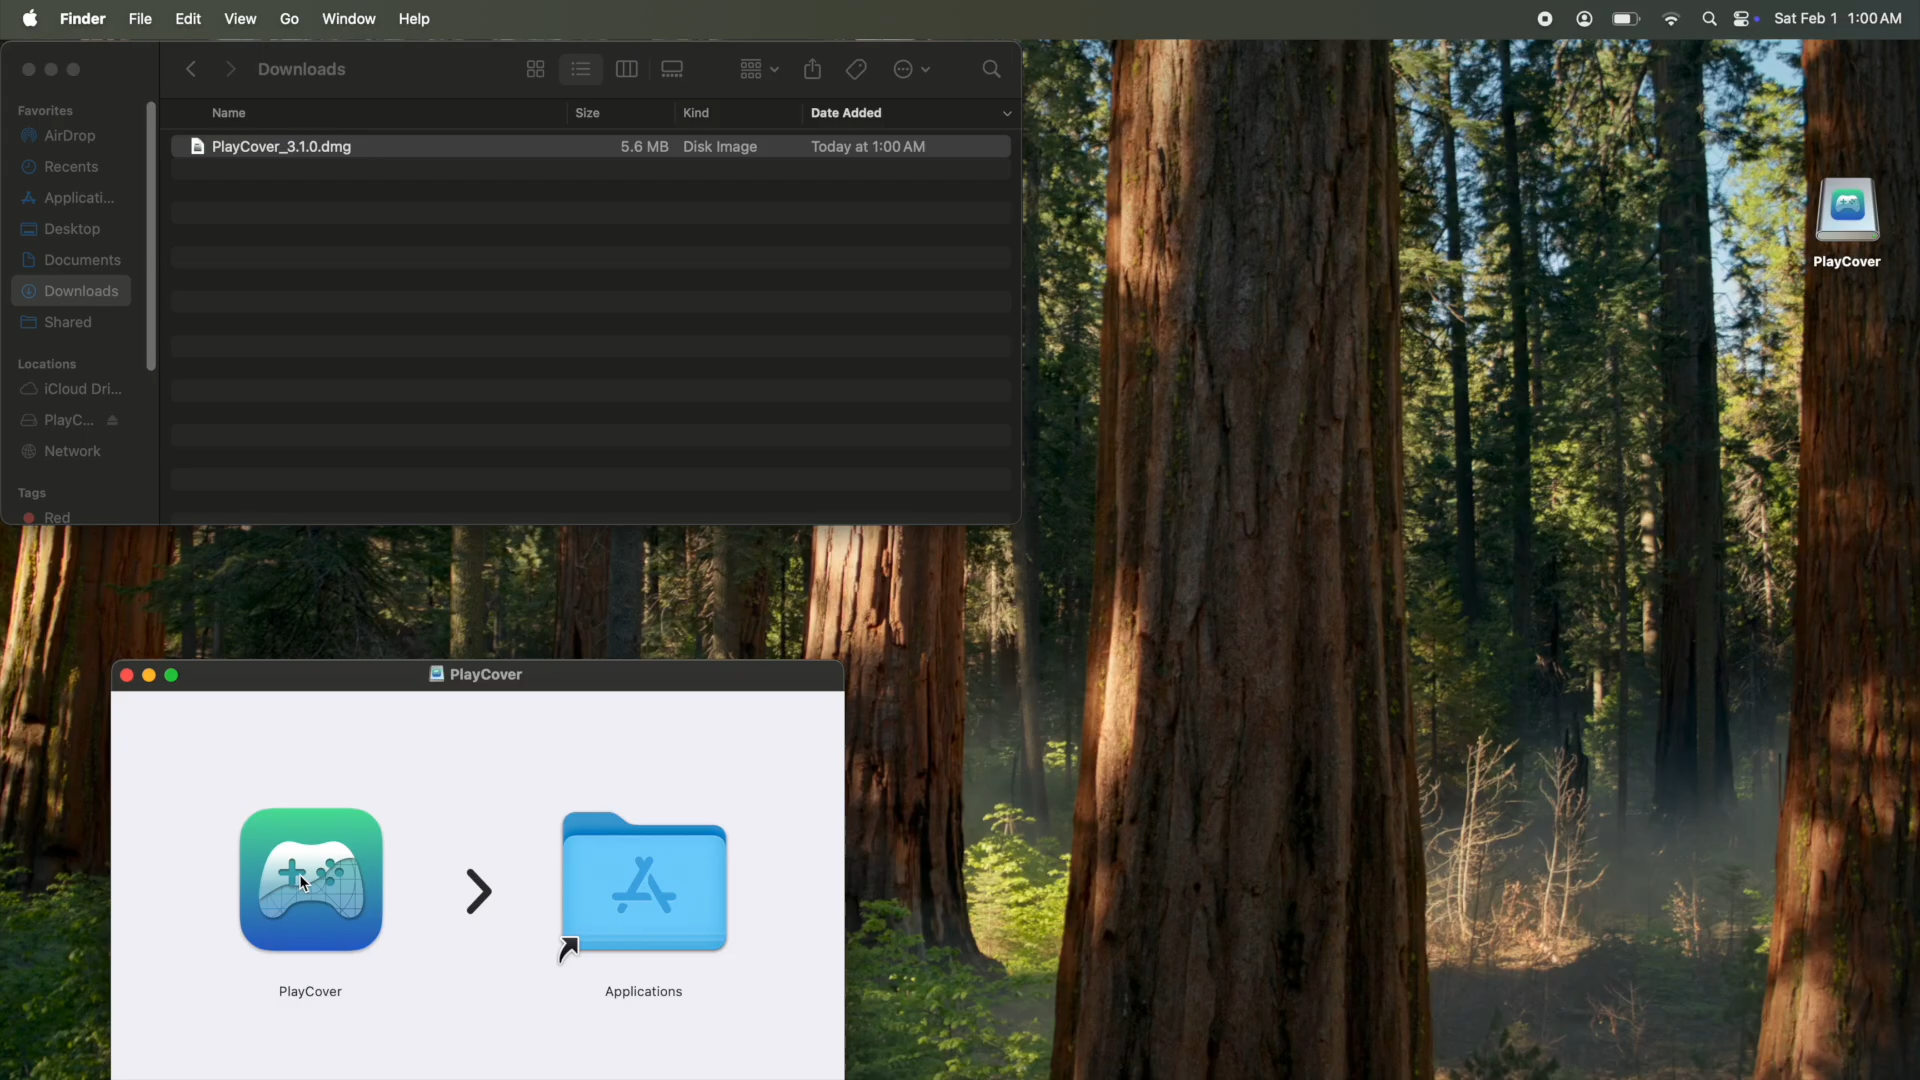 Finder File Edit View Go Window Help Sat Feb 1 1:00 AM
Downloads
Favorites
AirDrop
Recents
Applicati...
Desktop
Documents
Downloads
Shared
Locations
iCloud Dri...
PlayC...
Network
Tags
Red
Name Size Kind Date Added
PlayCover_3.1.0.dmg 5.6 MB Disk Image Today at 1:00 AM
PlayCover
PlayCover
PlayCover
Applications